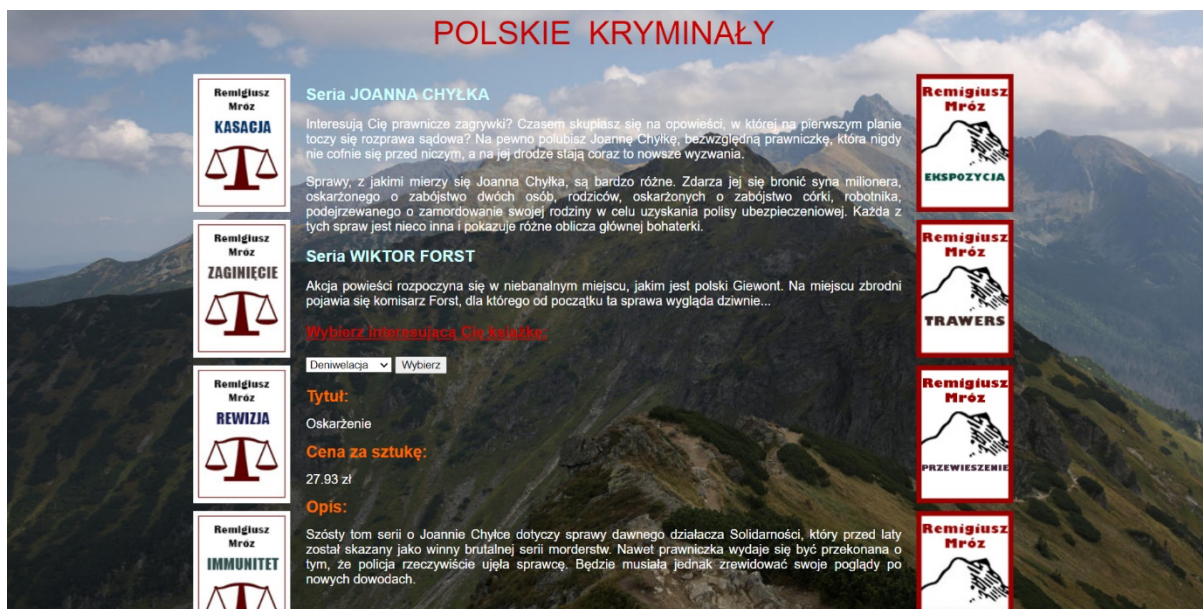 POLSKIE KRYMINAŁY
Remigiusz
Mróz
KASACJA
Remigiusz
Mróz
ZAGINIĘCIE
Remigiusz
Mróz
REWIZJA
Remigiusz
Mróz
IMMUNITET
Seria JOANNA CHYŁKA
Interesują Cię prawnicze zagrywki? Czasem skupiasz się na opowieści, w której na pierwszym planie
toczy się rozprawa sądowa? Na pewno polubisz Joannę Chyłkę, bezwzględną prawniczkę, która nigdy
nie cofnie się przed niczym, a na jej drodze stają coraz to nowsze wyzwania.
Sprawy, z jakimi mierzy się Joanna Chyłka, są bardzo różne. Zdarza jej się bronić syna milionera,
oskarżonego o zabójstwo dwóch osób, rodziców, oskarżonych o zabójstwo córki, robotnika,
podejrzewanego o zamordowanie swojej rodziny w celu uzyskania polisy ubezpieczeniowej. Każda z
tych spraw jest nieco inna i pokazuje różne oblicza głównej bohaterki.
Seria WIKTOR FORST
Akcja powieści rozpoczyna się w niebanalnym miejscu, jakim jest polski Giewont. Na miejscu zbrodni
pojawia się komisarz Forst, dla którego od początku ta sprawa wygląda dziwnie...
Wybierz interesującą Cię książkę:
Deniwelacja Wybierz
Tytuł:
Oskarżenie
Cena za sztukę:
27.93 zł
Opis:
Szósty tom serii o Joannie Chyłce dotyczy sprawy dawnego działacza Solidarności, który przed laty
został skazany jako winny brutalnej serii morderstw. Nawet prawniczka wydaje się być przekonana o
tym, że policja rzeczywiście ujęła sprawcę. Będzie musiała jednak zrewidować swoje poglądy po
nowych dowodach.
Remigiusz
Mróz
EKSPOZYCJA
Remigiusz
Mróz
TRAWERS
Remigiusz
Mróz
PRZEWIESZENIE
Remigiusz
Mróz